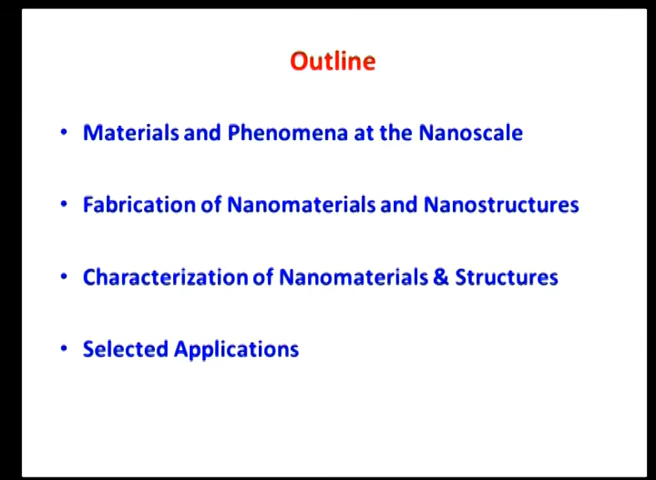 Outline
• Materials and Phenomena at the Nanoscale
• Fabrication of Nanomaterials and Nanostructures
• Characterization of Nanomaterials & Structures
• Selected Applications